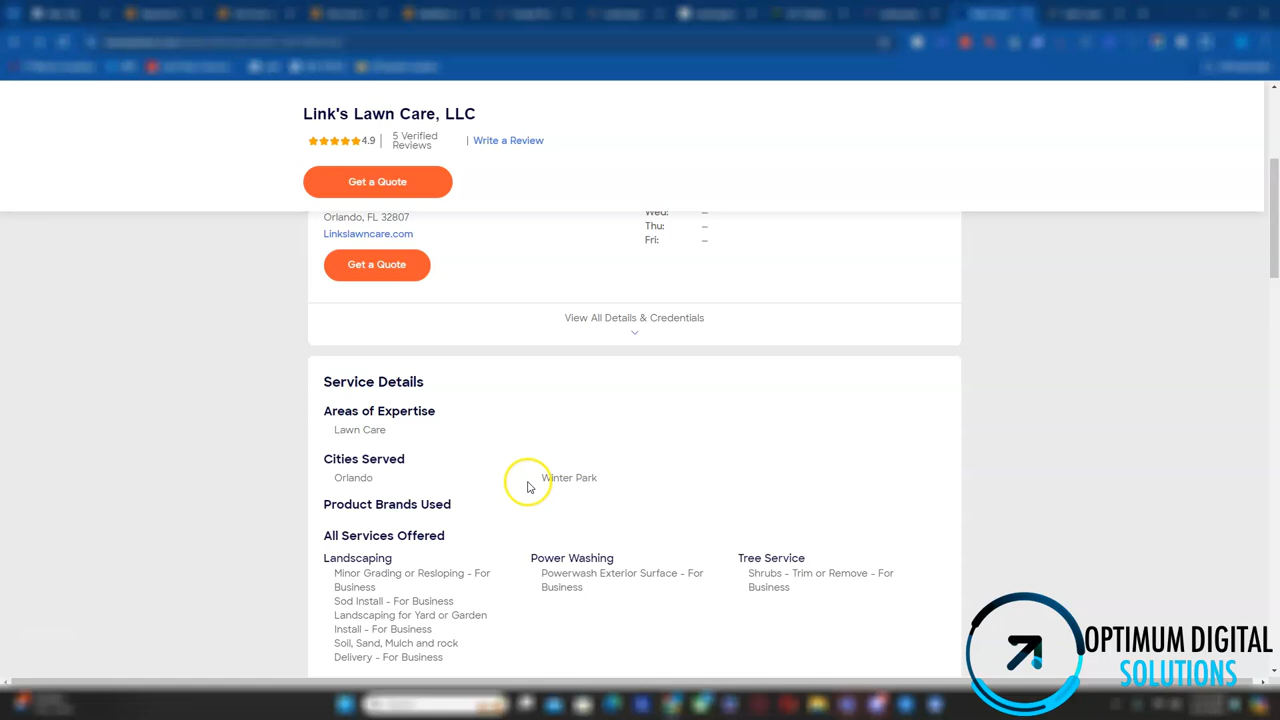 Link's Lawn Care, LLC
4.9
5 Verified
Reviews
| Write a Review
Get a Quote
Orlando, FL 32807
Linkslawncare.com
Wed: –
Thu: –
Fri: –
Get a Quote
View All Details & Credentials
Service Details
Areas of Expertise
Lawn Care
Cities Served
Orlando
Winter Park
Product Brands Used
All Services Offered
Landscaping
Minor Grading or Resloping - For
Business
Sod Install - For Business
Landscaping for Yard or Garden
Install - For Business
Soil, Sand, Mulch and rock
Delivery - For Business
Power Washing
Powerwash Exterior Surface - For
Business
Tree Service
Shrubs - Trim or Remove - For
Business
OPTIMUM DIGITAL
SOLUTIONS